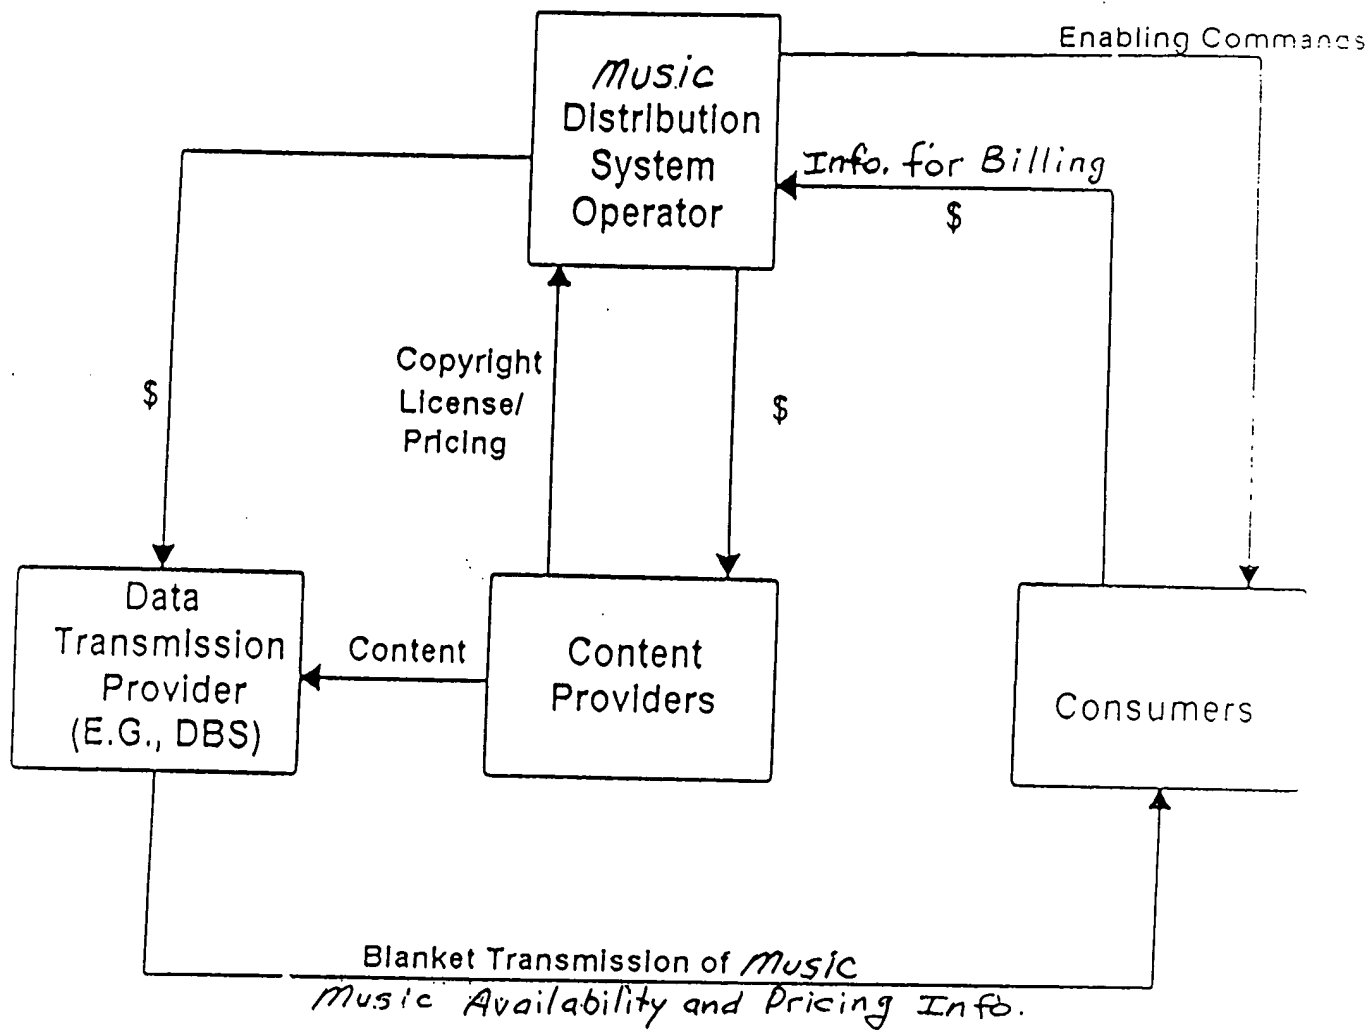 Enabling Commands
Music
Distribution
System
Operator
Info. for Billing
$
Copyright
License/
Pricing
$
$
Data
Transmission
Provider
(E.G., DBS)
Content
Content
Providers
Consumers
Blanket Transmission of Music
Music Availability and Pricing Info.